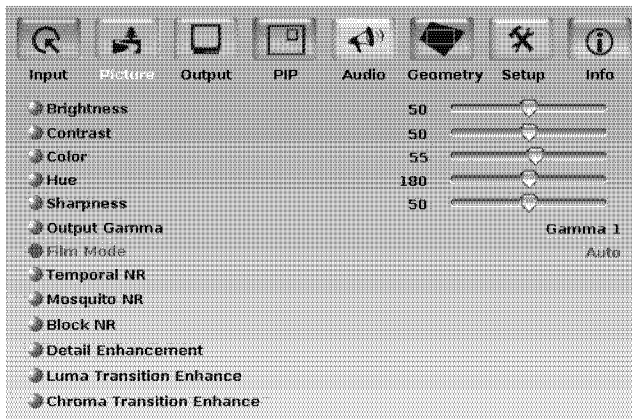 Input Picture Output PIP Audio Geometry Setup Info
Brightness 50
Contrast 50
Color 55
Hue 180
Sharpness 50
Output Gamma Gamma 1
Film Mode Auto
Temporal NR
Mosquito NR
Block NR
Detail Enhancement
Luma Transition Enhance
Chroma Transition Enhance